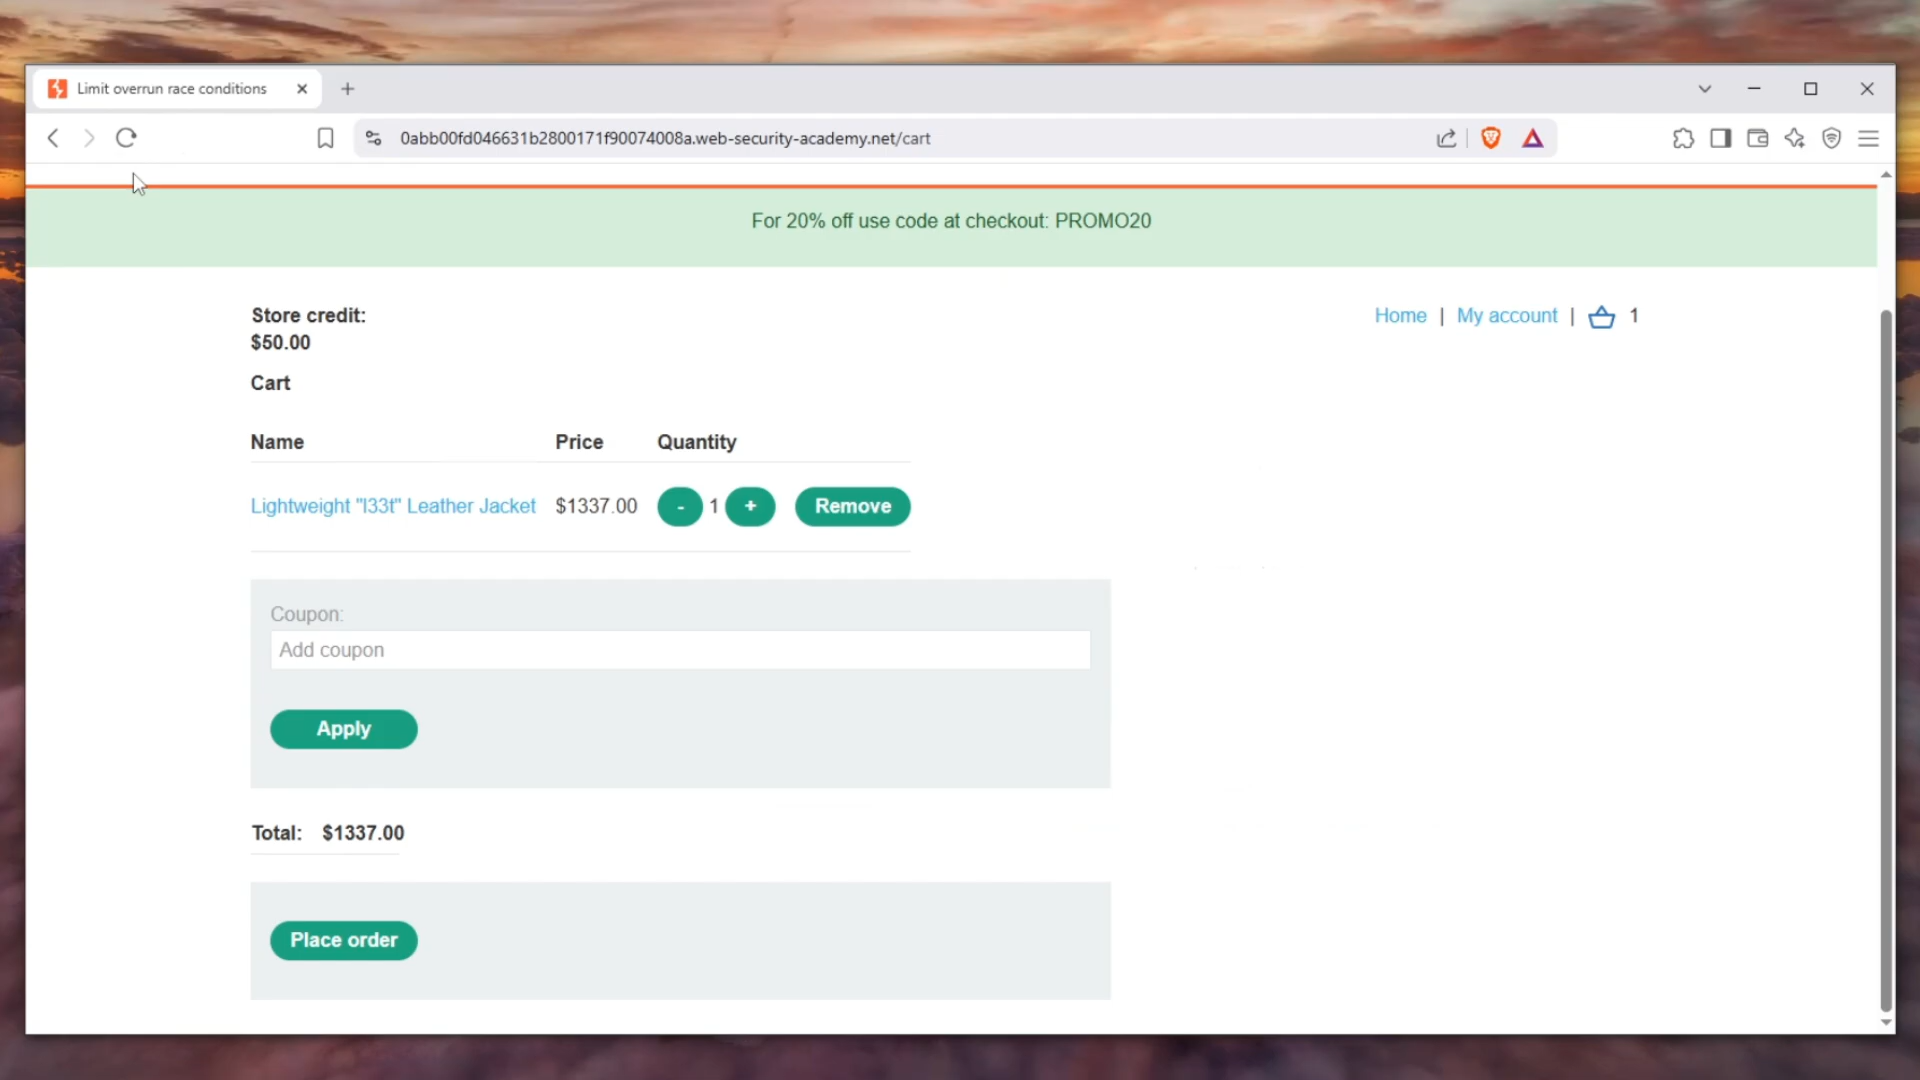 Limit overrun race conditions
0abb00fd046631b2800171f90074008a.web-security-academy.net/cart
For 20% off use code at checkout: PROMO20
Store credit:
$50.00
Home | My account | 1
Cart
Name Price Quantity
Lightweight "l33t" Leather Jacket $1337.00 - 1 + Remove
Coupon:
Add coupon
Apply
Total: $1337.00
Place order